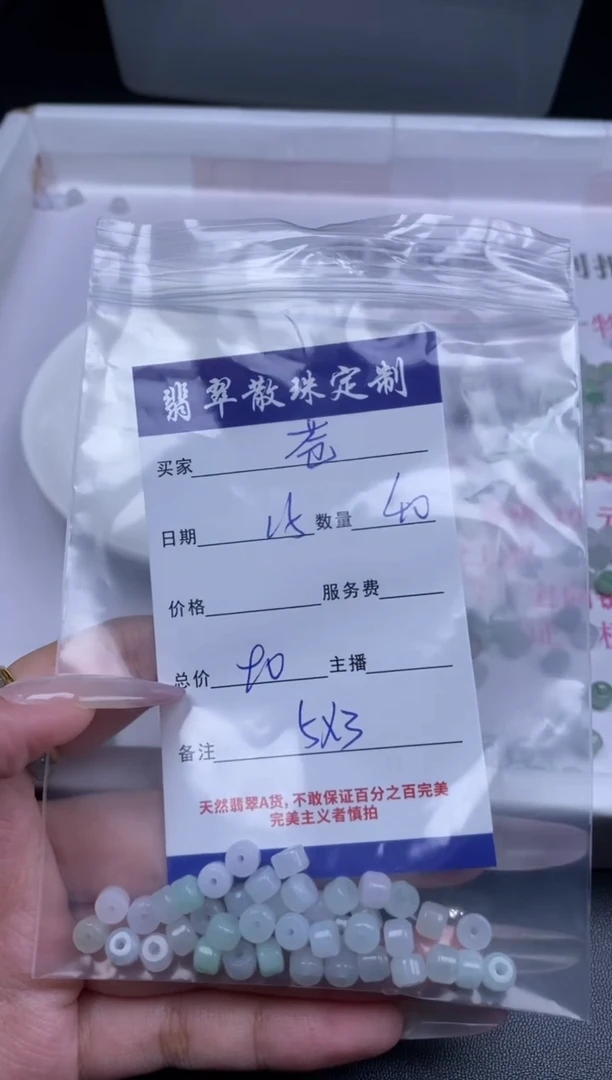 翡翠散珠定制
买家
日期 15 数量 40
价格 服务费
总价 90 主播
备注 5X3
天然翡翠A货,不敢保证百分之百完美
完美主义者慎拍
元